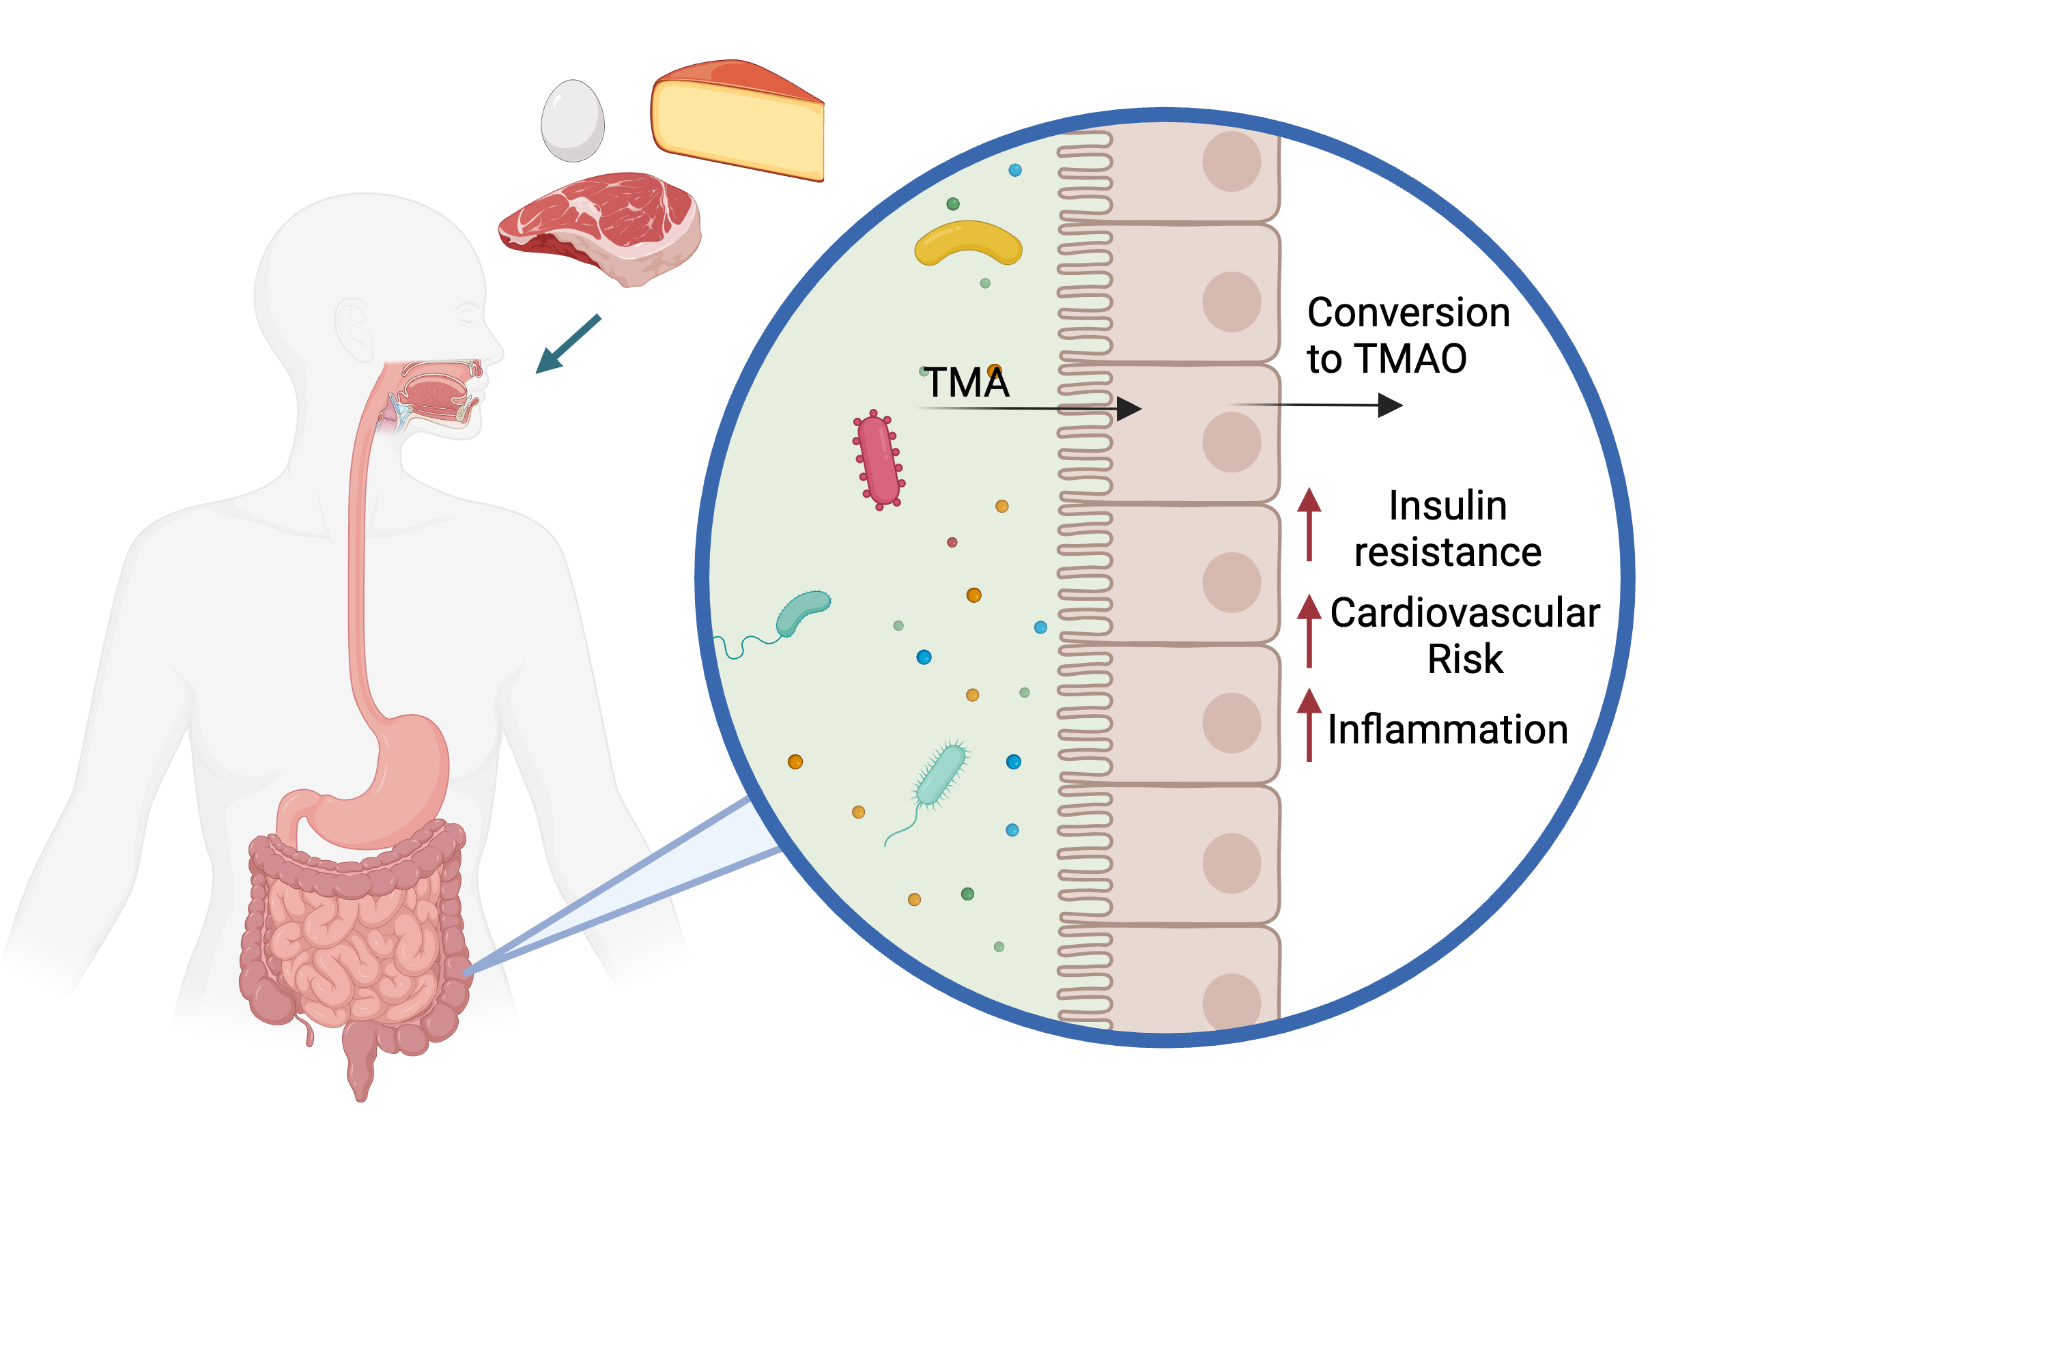 TMA
Conversion
to TMAO
Insulin
resistance
Cardiovascular
Risk
Inflammation